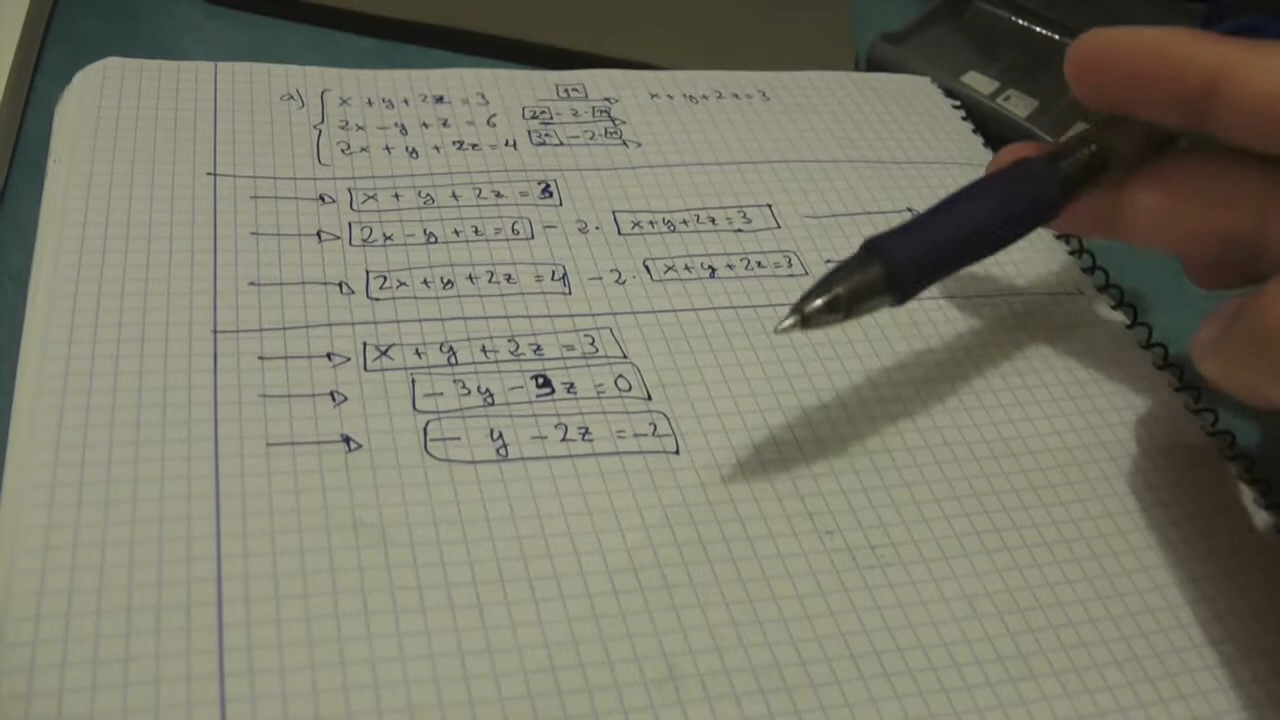 a) { x + y + 2z = 3 1ª x + y + 2z = 3
2x - y + z = 6 2ª - 2 · 1ª
2x + y + 2z = 4 3ª - 2 · 1ª
x + y + 2z = 3
2x - y + z = 6 - 2 · x + y + 2z = 3
2x + y + 2z = 4 - 2 · x + y + 2z = 3
x + y + 2z = 3
- 3y - 3z = 0
- y - 2z = -2